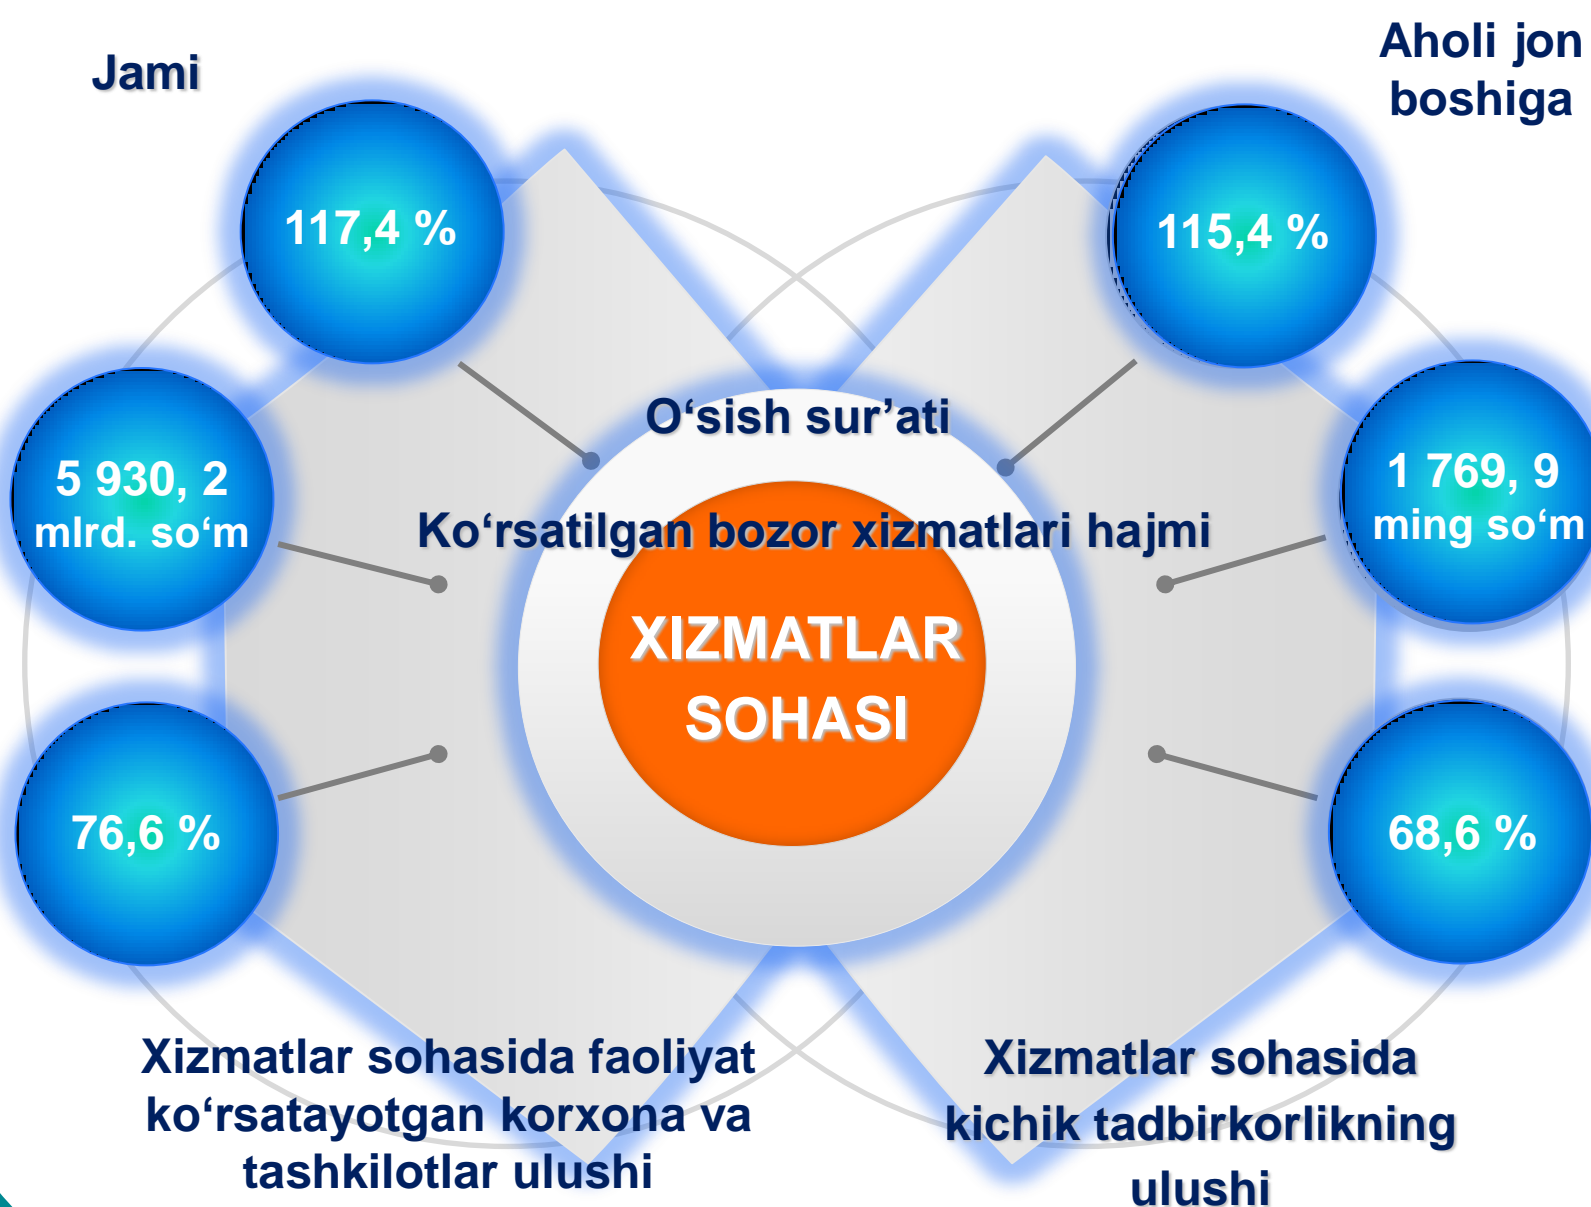 Jami
Aholi jon
boshiga
117,4 %
115,4 %
O‘sish sur’ati
5 930, 2
mlrd. so‘m
1 769, 9
ming so‘m
Ko‘rsatilgan bozor xizmatlari hajmi
XIZMATLAR
SOHASI
76,6 %
68,6 %
Xizmatlar sohasida faoliyat
ko‘rsatayotgan korxona va
tashkilotlar ulushi
Xizmatlar sohasida
kichik tadbirkorlikning
ulushi